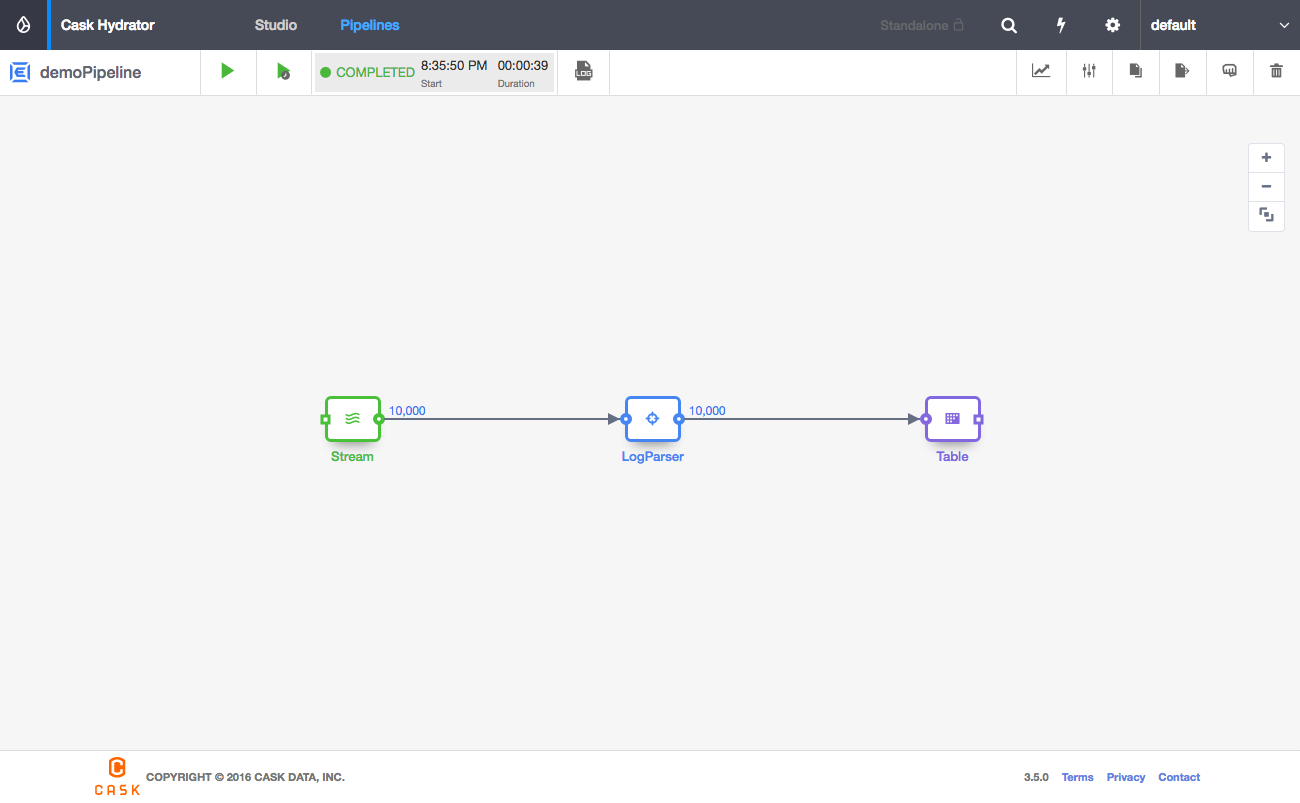 Cask Hydrator
Studio
Pipelines
Standalone
default
demoPipeline
COMPLETED
8:35:50 PM
Start
00:00:39
Duration
LOG
10,000
10,000
Stream
LogParser
Table
CASK
COPYRIGHT © 2016 CASK DATA, INC.
3.5.0
Terms
Privacy
Contact